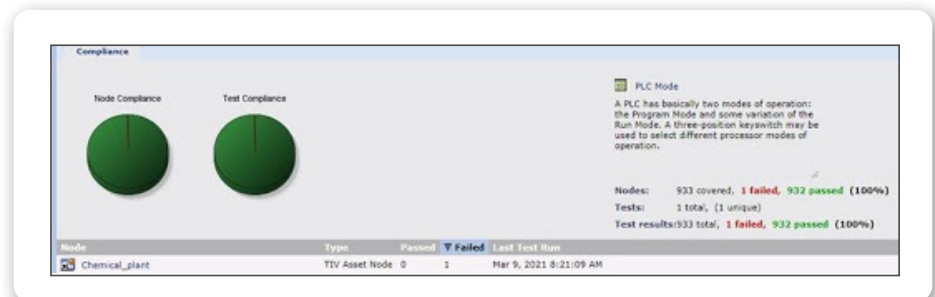 Compliance
Node Compliance
Test Compliance
PLC Mode
A PLC has basically two modes of operation:
the Program Mode and some variation of the
Run Mode. A three-position keyswitch may be
used to select different processor modes of
operation.
Nodes: 933 covered, 1 failed, 932 passed (100%)
Tests: 1 total, (1 unique)
Test results:933 total, 1 failed, 932 passed (100%)
Node Type Passed Failed Last Test Run
Chemical_plant TIV Asset Node 0 1 Mar 9, 2021 8:21:09 AM